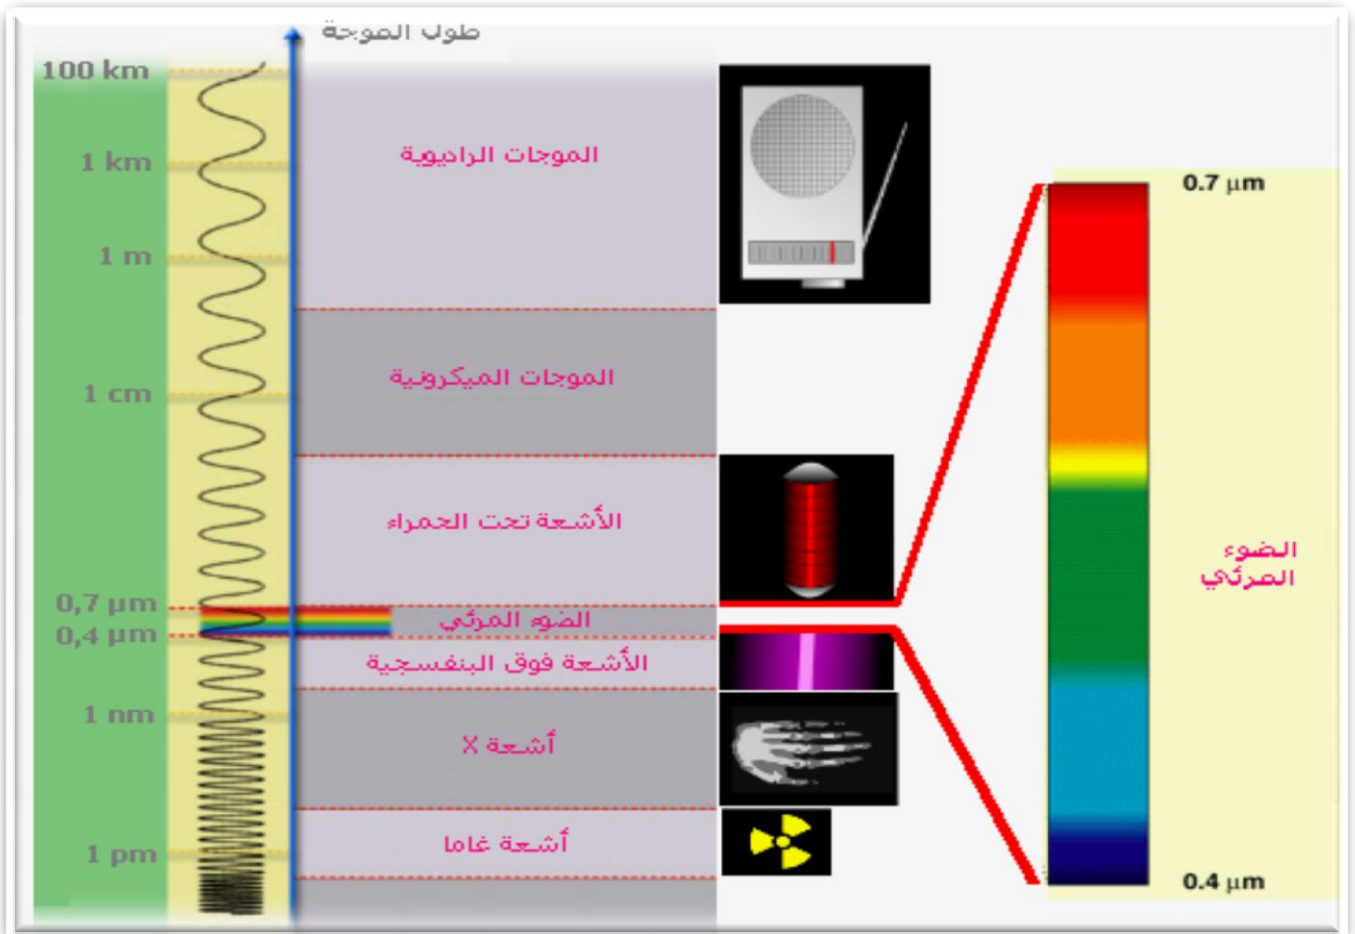 طول الموجة
100 km
1 km
1 m
1 cm
0,7 µm
0,4 µm
1 nm
1 pm
الموجات الراديوية
الموجات الميكرونية
الأشعة تحت الحمراء
الضوء المرئي
الأشعة فوق البنفسجية
أشعة X
أشعة غاما
0.7 µm
الضوء
المرئي
0.4 µm